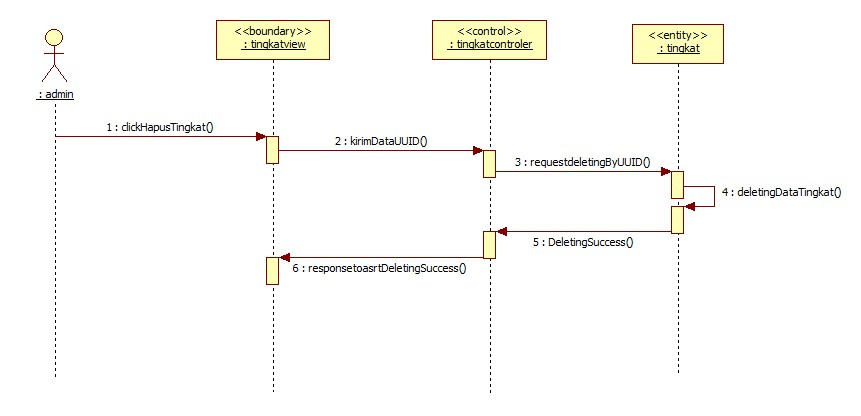 <<boundary>>
: tingkatview
<<control>>
: tingkatcontroler
<<entity>>
: tingkat
: admin
1 : clickHapusTingkat()
2 : kirimDataUUID()
3 : requestdeletingByUUID()
4 : deletingDataTingkat()
5 : DeletingSuccess()
6 : responsetoasrtDeletingSuccess()